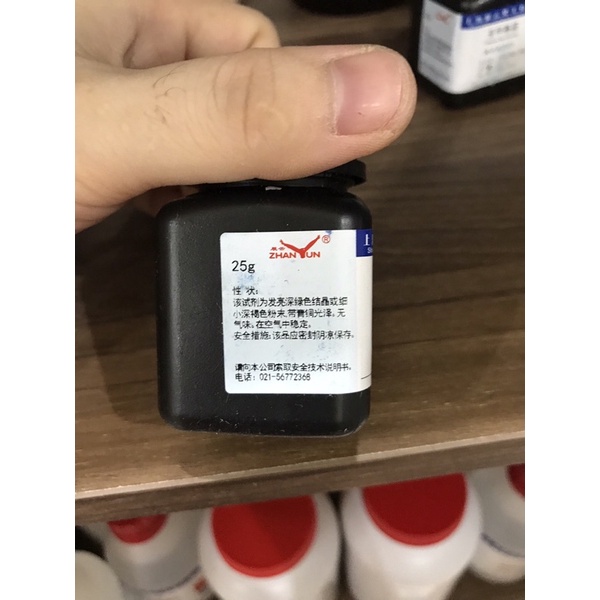 展云
ZHAN YUN ®
25g
性 状:
该试剂为发亮深绿色结晶或细
小深褐色粉末,带青铜光泽。无
气味。在空气中稳定。
安全措施:该品应密封阴凉保存。
请向本公司索取安全技术说明书。
电话：021-56772368